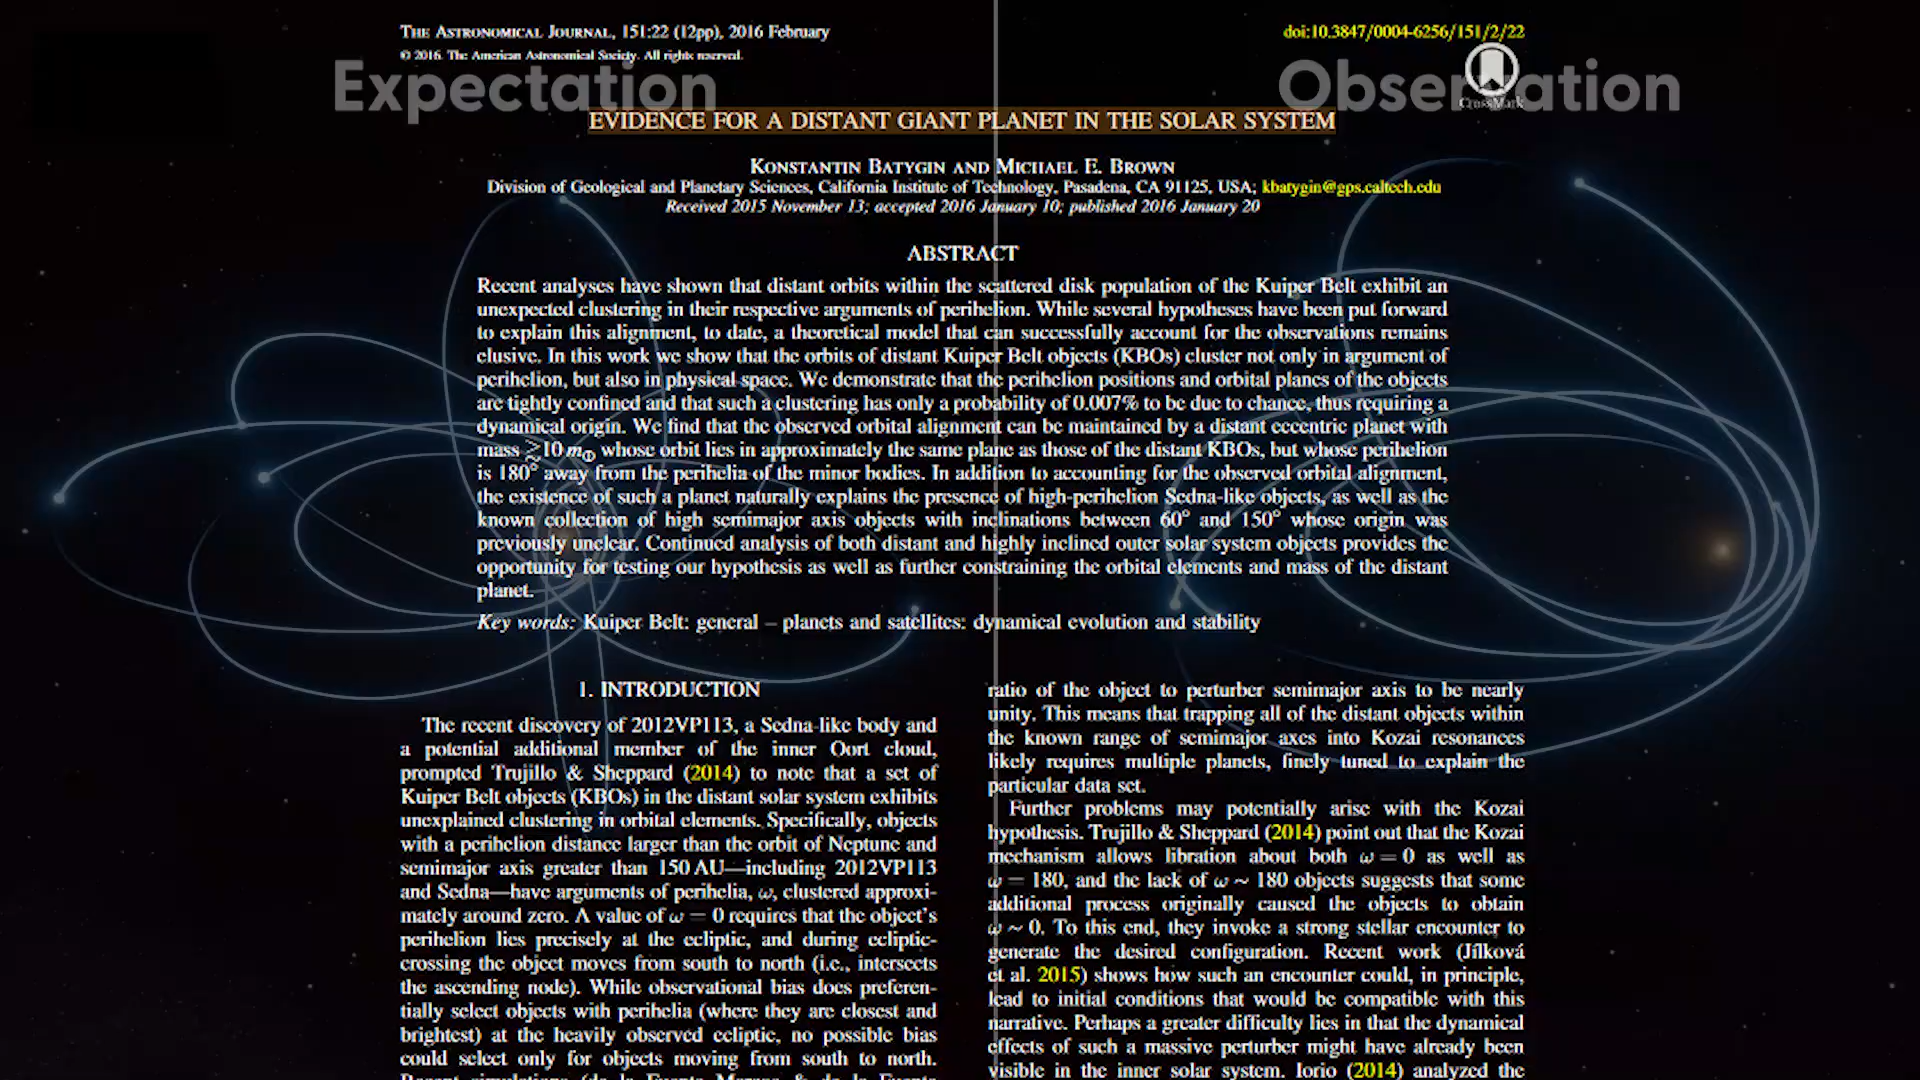 THE ASTRONOMICAL JOURNAL, 151:22 (12pp), 2016 February
doi:10.3847/0004-6256/151/2/22
© 2016. The American Astronomical Society. All rights reserved.
Expectation
Observation
CrossMark
EVIDENCE FOR A DISTANT GIANT PLANET IN THE SOLAR SYSTEM
KONSTANTIN BATYGIN AND MICHAEL E. BROWN
Division of Geological and Planetary Sciences, California Institute of Technology, Pasadena, CA 91125, USA; kbatygin@gps.caltech.edu
Received 2015 November 13; accepted 2016 January 10; published 2016 January 20
ABSTRACT
Recent analyses have shown that distant orbits within the scattered disk population of the Kuiper Belt exhibit an
unexpected clustering in their respective arguments of perihelion. While several hypotheses have been put forward
to explain this alignment, to date, a theoretical model that can successfully account for the observations remains
elusive. In this work we show that the orbits of distant Kuiper Belt objects (KBOs) cluster not only in argument of
perihelion, but also in physical space. We demonstrate that the perihelion positions and orbital planes of the objects
are tightly confined and that such a clustering has only a probability of 0.007% to be due to chance, thus requiring a
dynamical origin. We find that the observed orbital alignment can be maintained by a distant eccentric planet with
mass ≳10 m⊕ whose orbit lies in approximately the same plane as those of the distant KBOs, but whose perihelion
is 180° away from the perihelia of the minor bodies. In addition to accounting for the observed orbital alignment,
the existence of such a planet naturally explains the presence of high-perihelion Sedna-like objects, as well as the
known collection of high semimajor axis objects with inclinations between 60° and 150° whose origin was
previously unclear. Continued analysis of both distant and highly inclined outer solar system objects provides the
opportunity for testing our hypothesis as well as further constraining the orbital elements and mass of the distant
planet.
Key words: Kuiper Belt: general – planets and satellites: dynamical evolution and stability
1. INTRODUCTION
The recent discovery of 2012VP113, a Sedna-like body and
a potential additional member of the inner Oort cloud,
prompted Trujillo & Sheppard (2014) to note that a set of
Kuiper Belt objects (KBOs) in the distant solar system exhibits
unexplained clustering in orbital elements. Specifically, objects
with a perihelion distance larger than the orbit of Neptune and
semimajor axis greater than 150 AU—including 2012VP113
and Sedna—have arguments of perihelia, ω, clustered approxi-
mately around zero. A value of ω = 0 requires that the object's
perihelion lies precisely at the ecliptic, and during ecliptic-
crossing the object moves from south to north (i.e., intersects
the ascending node). While observational bias does preferen-
tially select objects with perihelia (where they are closest and
brightest) at the heavily observed ecliptic, no possible bias
could select only for objects moving from south to north.
ratio of the object to perturber semimajor axis to be nearly
unity. This means that trapping all of the distant objects within
the known range of semimajor axes into Kozai resonances
likely requires multiple planets, finely tuned to explain the
particular data set.
Further problems may potentially arise with the Kozai
hypothesis. Trujillo & Sheppard (2014) point out that the Kozai
mechanism allows libration about both ω = 0 as well as
ω = 180, and the lack of ω ~ 180 objects suggests that some
additional process originally caused the objects to obtain
ω ~ 0. To this end, they invoke a strong stellar encounter to
generate the desired configuration. Recent work (Jílková
et al. 2015) shows how such an encounter could, in principle,
lead to initial conditions that would be compatible with this
narrative. Perhaps a greater difficulty lies in that the dynamical
effects of such a massive perturber might have already been
visible in the inner solar system. Iorio (2014) analyzed the